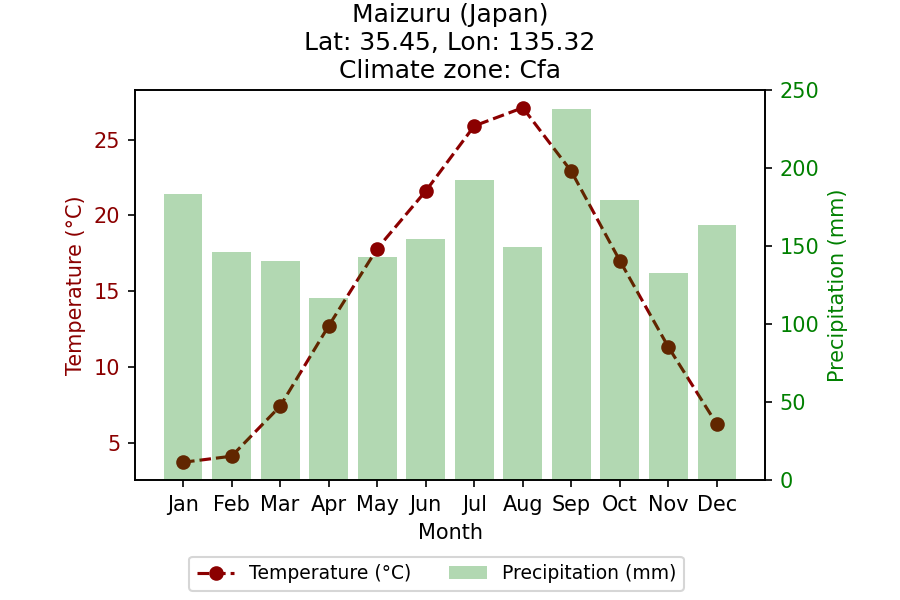 Maizuru (Japan)
Lat: 35.45, Lon: 135.32
Climate zone: Cfa
Temperature (°C)
25
20
15
10
5
250
200
150
100
50
0
Precipitation (mm)
Jan Feb Mar Apr May Jun Jul Aug Sep Oct Nov Dec
Month
Temperature (°C) Precipitation (mm)